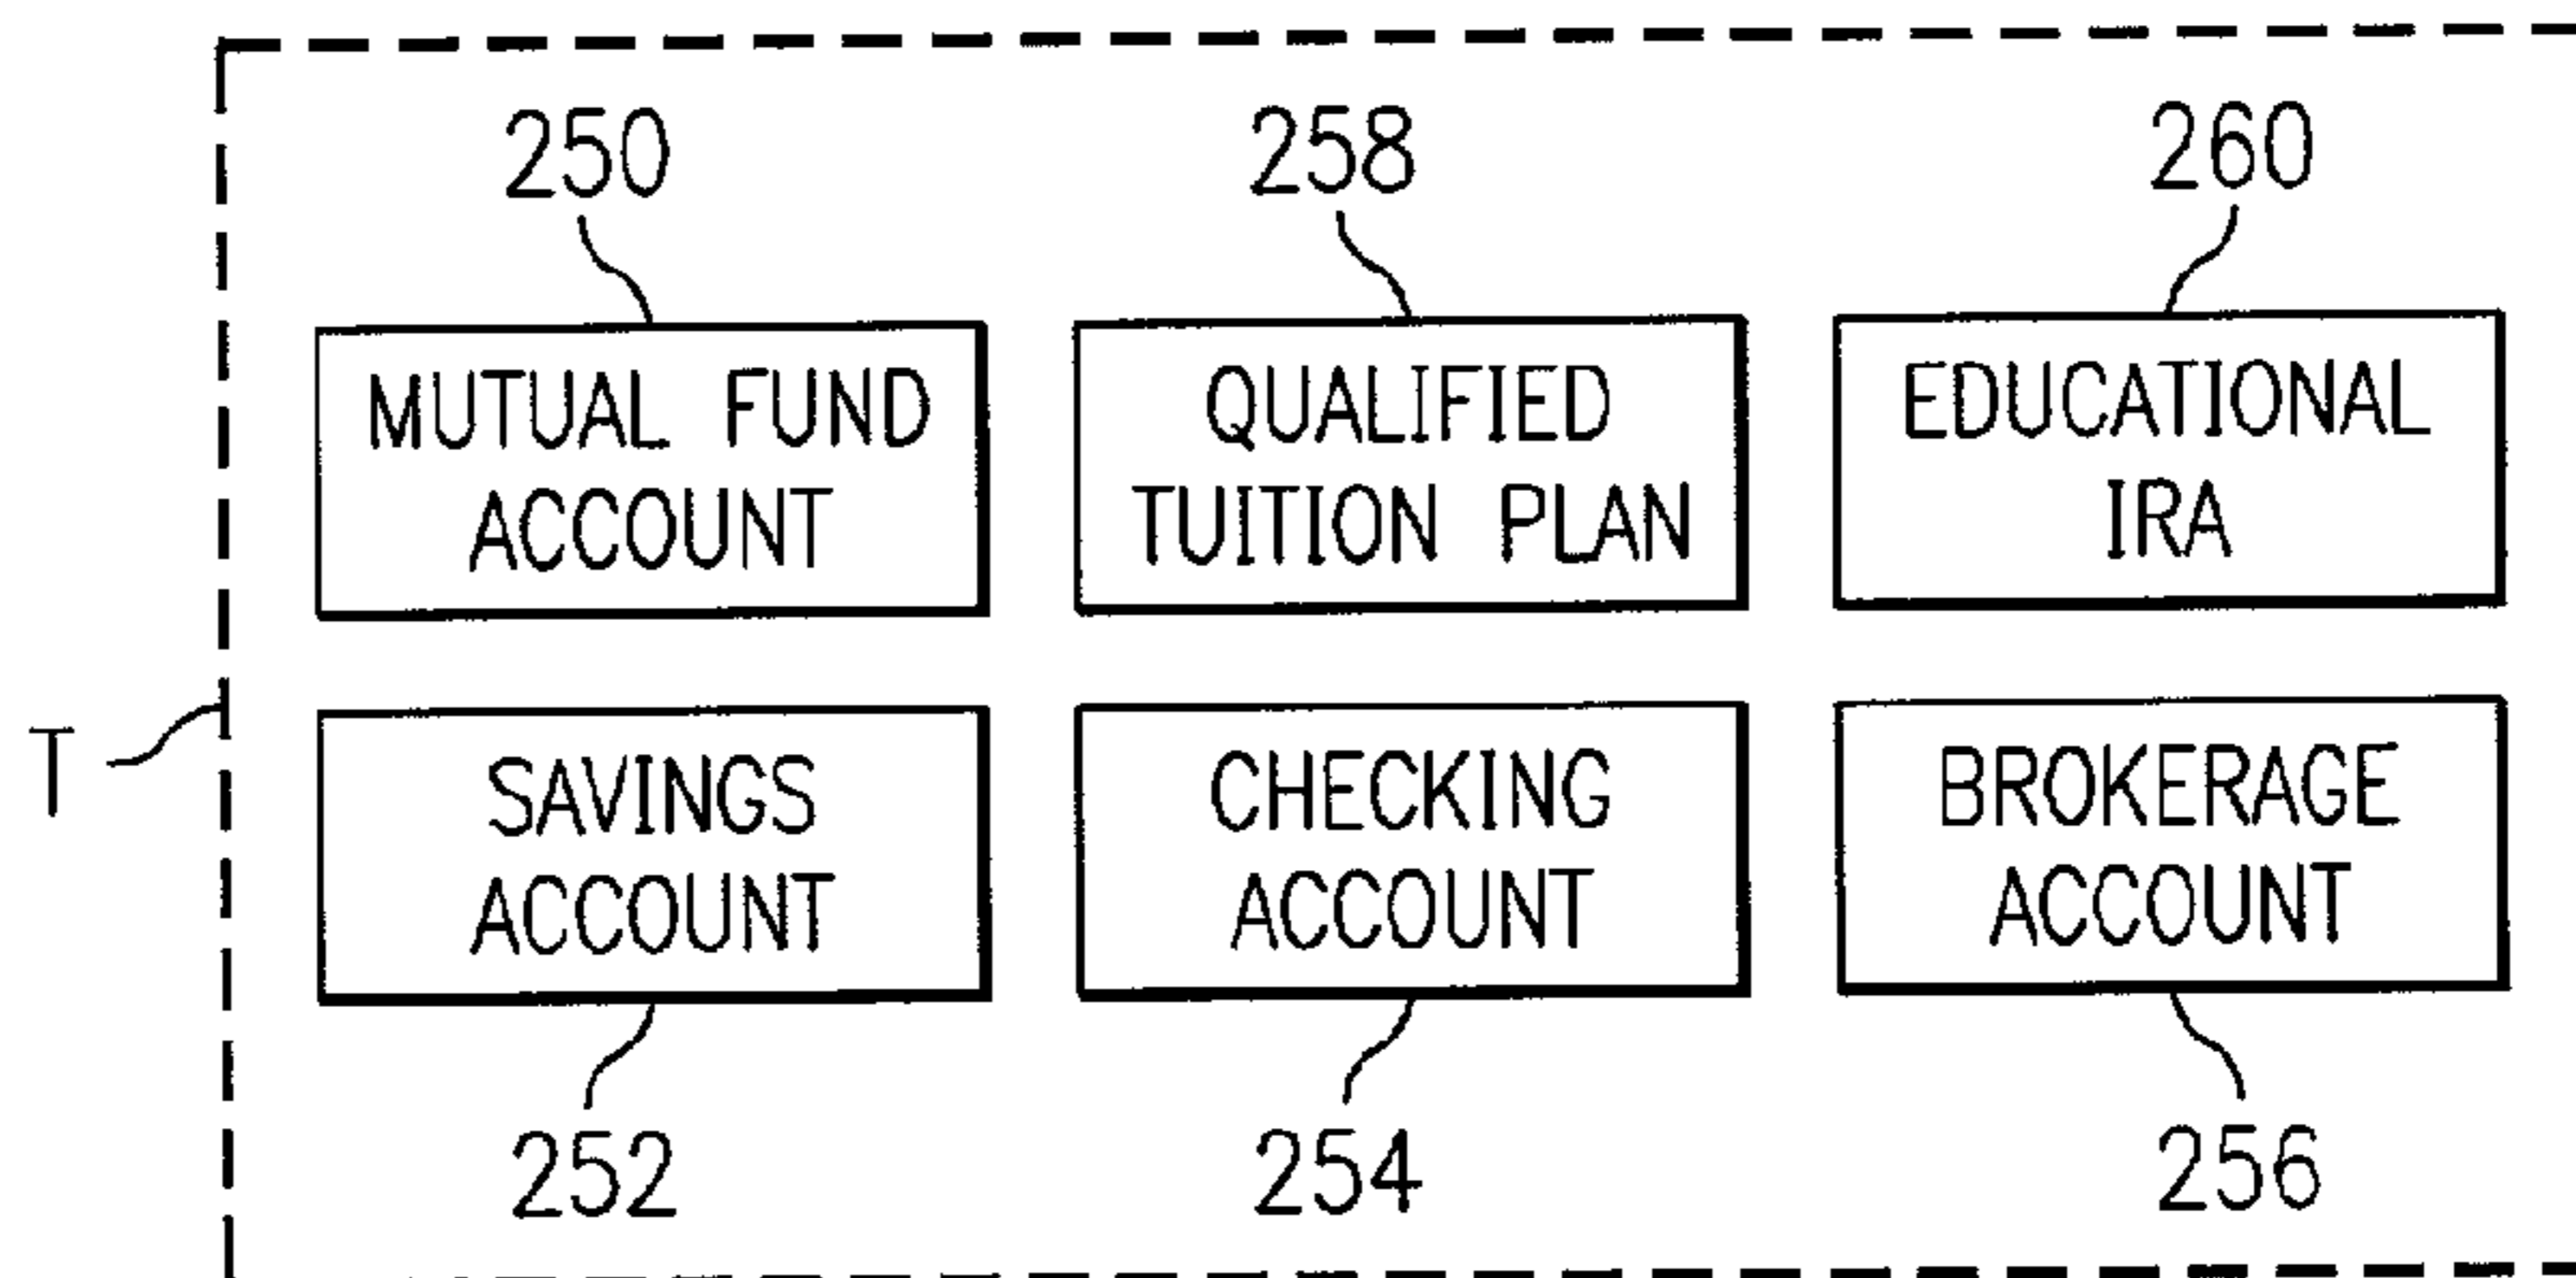 250 258 260
MUTUAL FUND
ACCOUNT
QUALIFIED
TUITION PLAN
EDUCATIONAL
IRA
T
SAVINGS
ACCOUNT
CHECKING
ACCOUNT
BROKERAGE
ACCOUNT
252 254 256